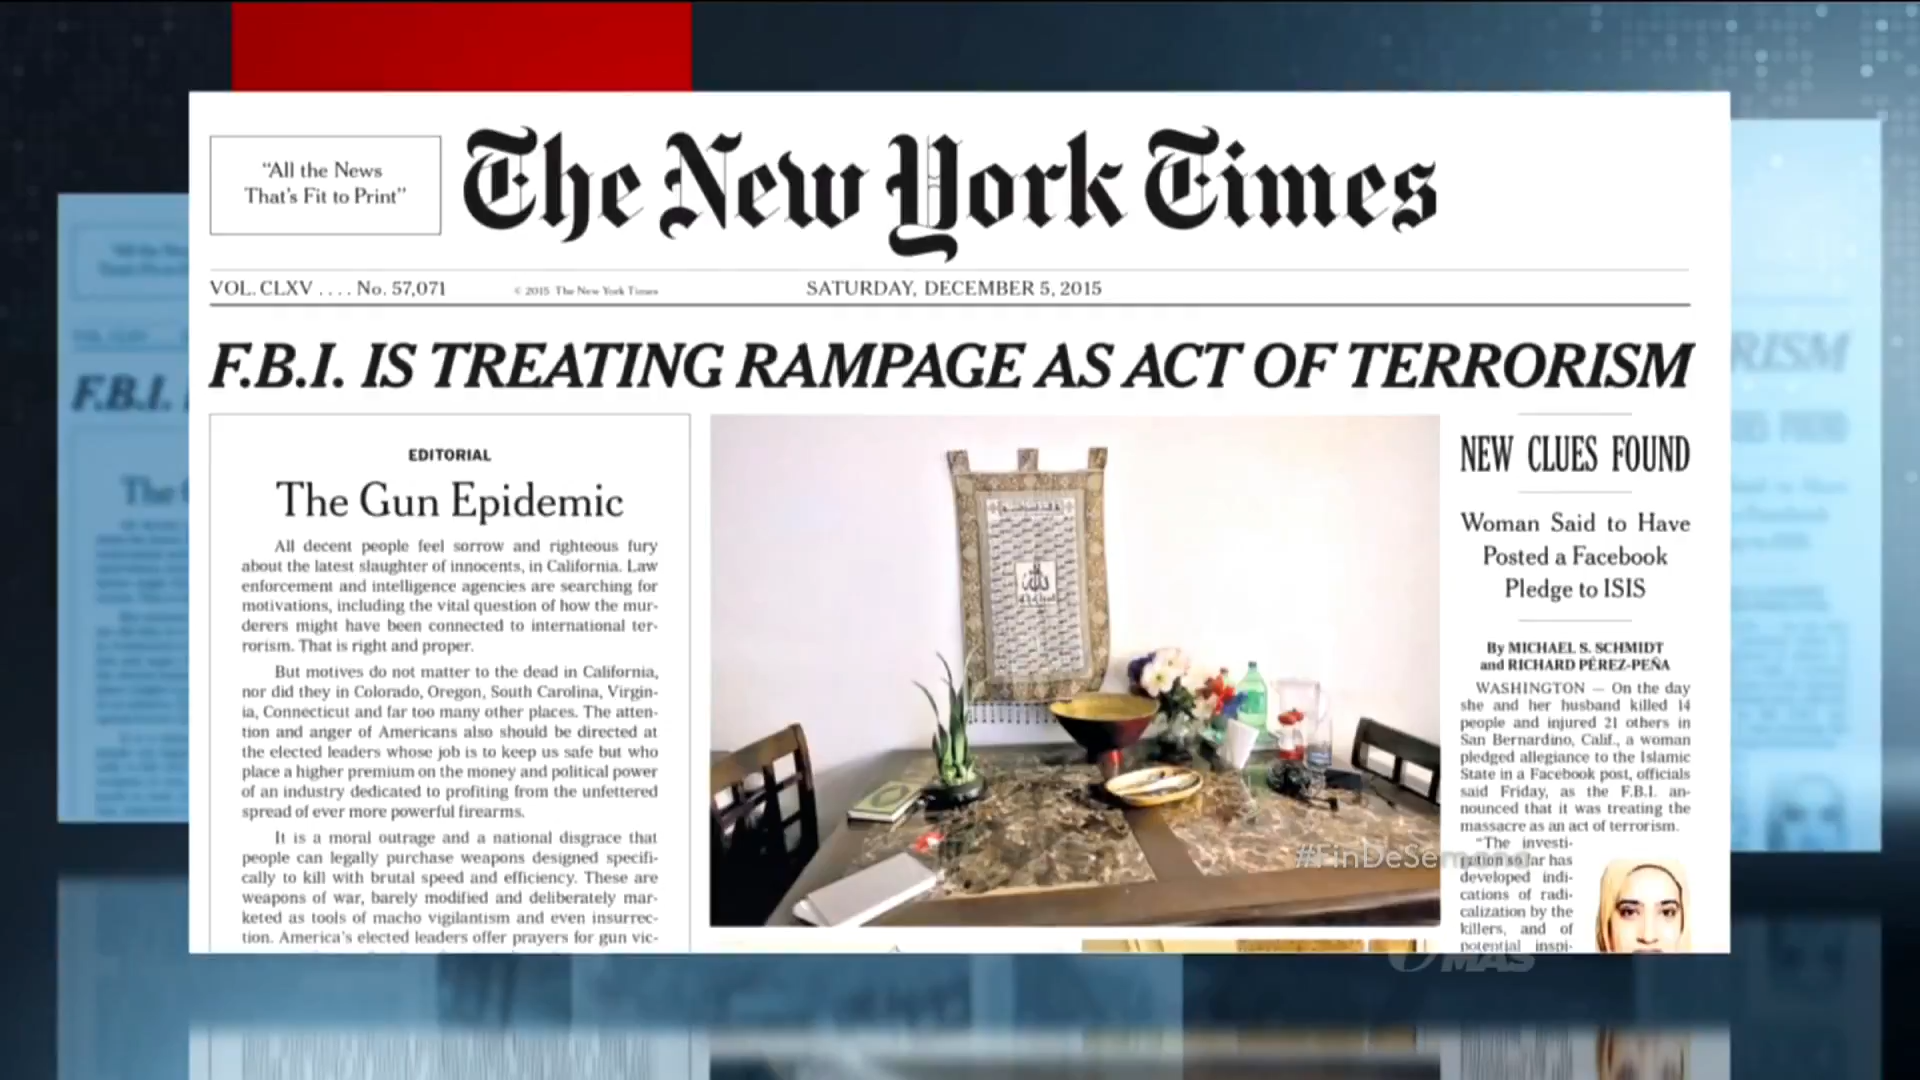 "All the News
That's Fit to Print"
The New York Times
VOL. CLXV .... No. 57,071
© 2015 The New York Times
SATURDAY, DECEMBER 5, 2015
F.B.I. IS TREATING RAMPAGE AS ACT OF TERRORISM
EDITORIAL
The Gun Epidemic
All decent people feel sorrow and righteous fury
about the latest slaughter of innocents, in California. Law
enforcement and intelligence agencies are searching for
motivations, including the vital question of how the mur-
derers might have been connected to international ter-
rorism. That is right and proper.
But motives do not matter to the dead in California,
nor did they in Colorado, Oregon, South Carolina, Virgin-
ia, Connecticut and far too many other places. The atten-
tion and anger of Americans also should be directed at
the elected leaders whose job is to keep us safe but who
place a higher premium on the money and political power
of an industry dedicated to profiting from the unfettered
spread of ever more powerful firearms.
It is a moral outrage and a national disgrace that
people can legally purchase weapons designed specifi-
cally to kill with brutal speed and efficiency. These are
weapons of war, barely modified and deliberately mar-
keted as tools of macho vigilantism and even insurrec-
tion. America's elected leaders offer prayers for gun vic-
NEW CLUES FOUND
Woman Said to Have
Posted a Facebook
Pledge to ISIS
By MICHAEL S. SCHMIDT
and RICHARD PÉREZ-PEÑA
WASHINGTON — On the day
she and her husband killed 14
people and injured 21 others in
San Bernardino, Calif., a woman
pledged allegiance to the Islamic
State in a Facebook post, officials
said Friday, as the F.B.I. an-
nounced that it was treating the
massacre as an act of terrorism.
"The investi-
gation so far has
developed indi-
cations of radi-
calization by the
killers, and of
potential inspi-
#FinDeSemana
MAS
F.B.I.
RISM